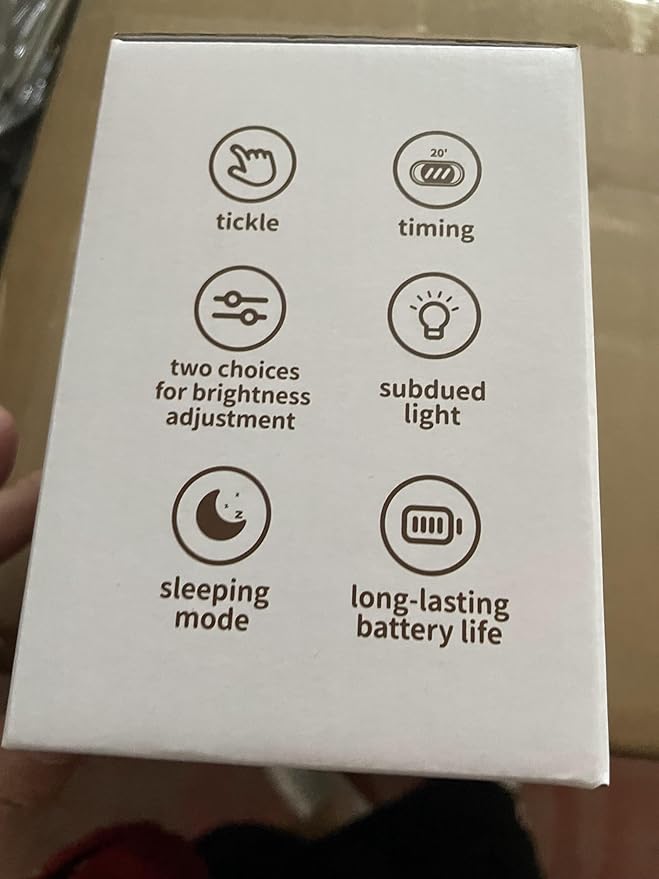 tickle
20'
timing
two choices
for brightness
adjustment
subdued
light
z
sleeping
mode
long-lasting
battery life